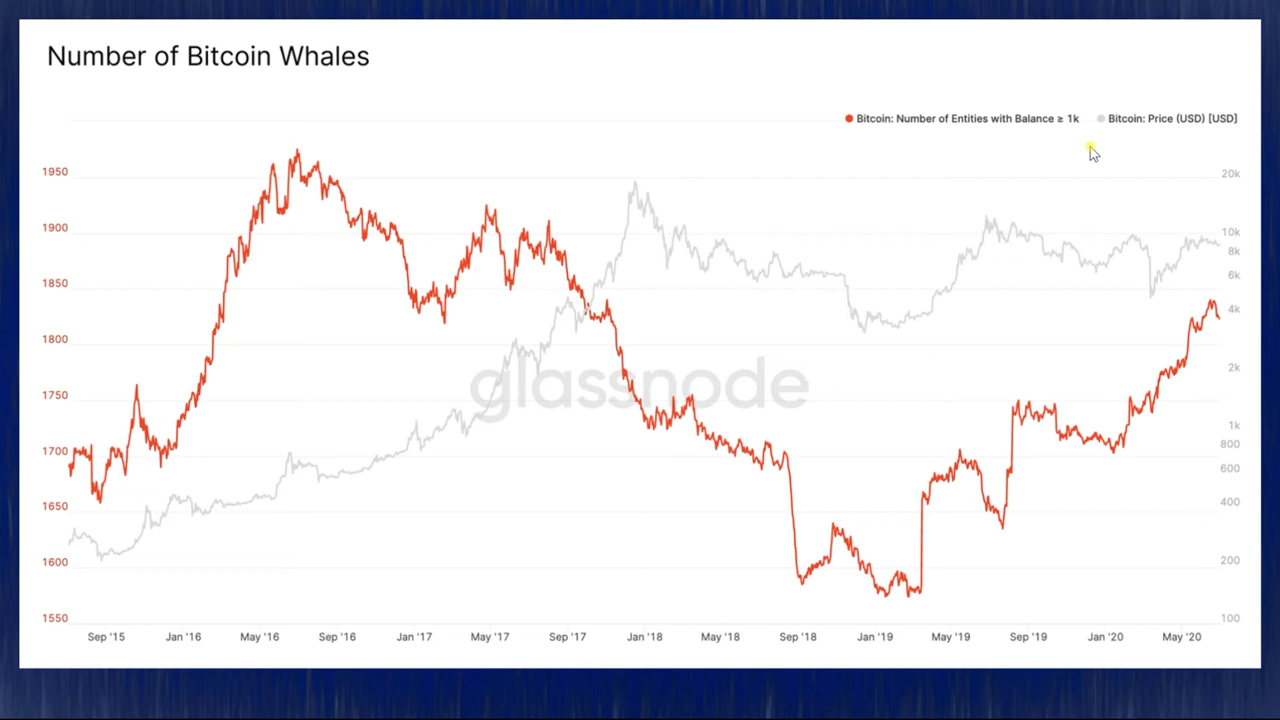 Number of Bitcoin Whales
Bitcoin: Number of Entities with Balance ≥ 1k
Bitcoin: Price (USD) [USD]
1950
1900
1850
1800
1750
1700
1650
1600
1550
20k
10k
8k
6k
4k
2k
1k
800
600
400
200
100
glassnode
Sep '15 Jan '16 May '16 Sep '16 Jan '17 May '17 Sep '17 Jan '18 May '18 Sep '18 Jan '19 May '19 Sep '19 Jan '20 May '20